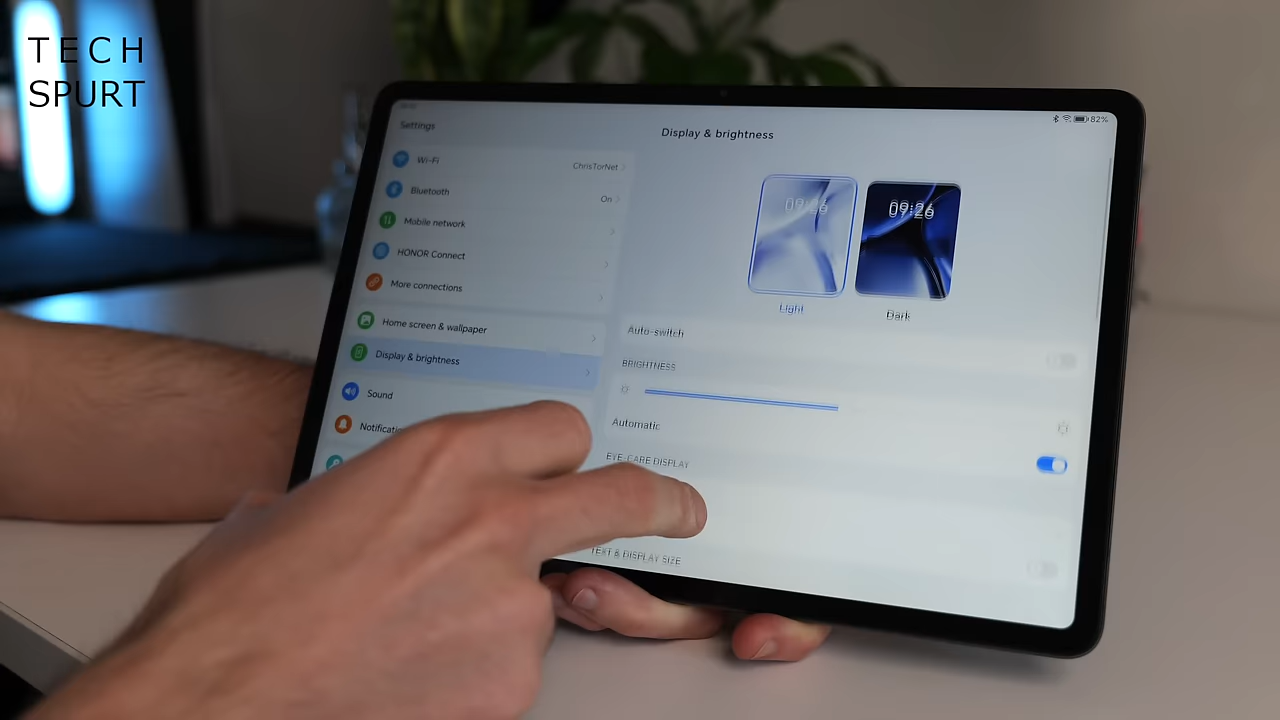 TECH
SPURT
82%
Settings
Display & brightness
Wi-Fi
ChrisTorNet
Bluetooth
On
Mobile network
HONOR Connect
More connections
Home screen & wallpaper
Display & brightness
Sound
Notificatio
09:26
09:26
Light
Dark
Auto-switch
BRIGHTNESS
Automatic
EYE-CARE DISPLAY
TEXT & DISPLAY SIZE